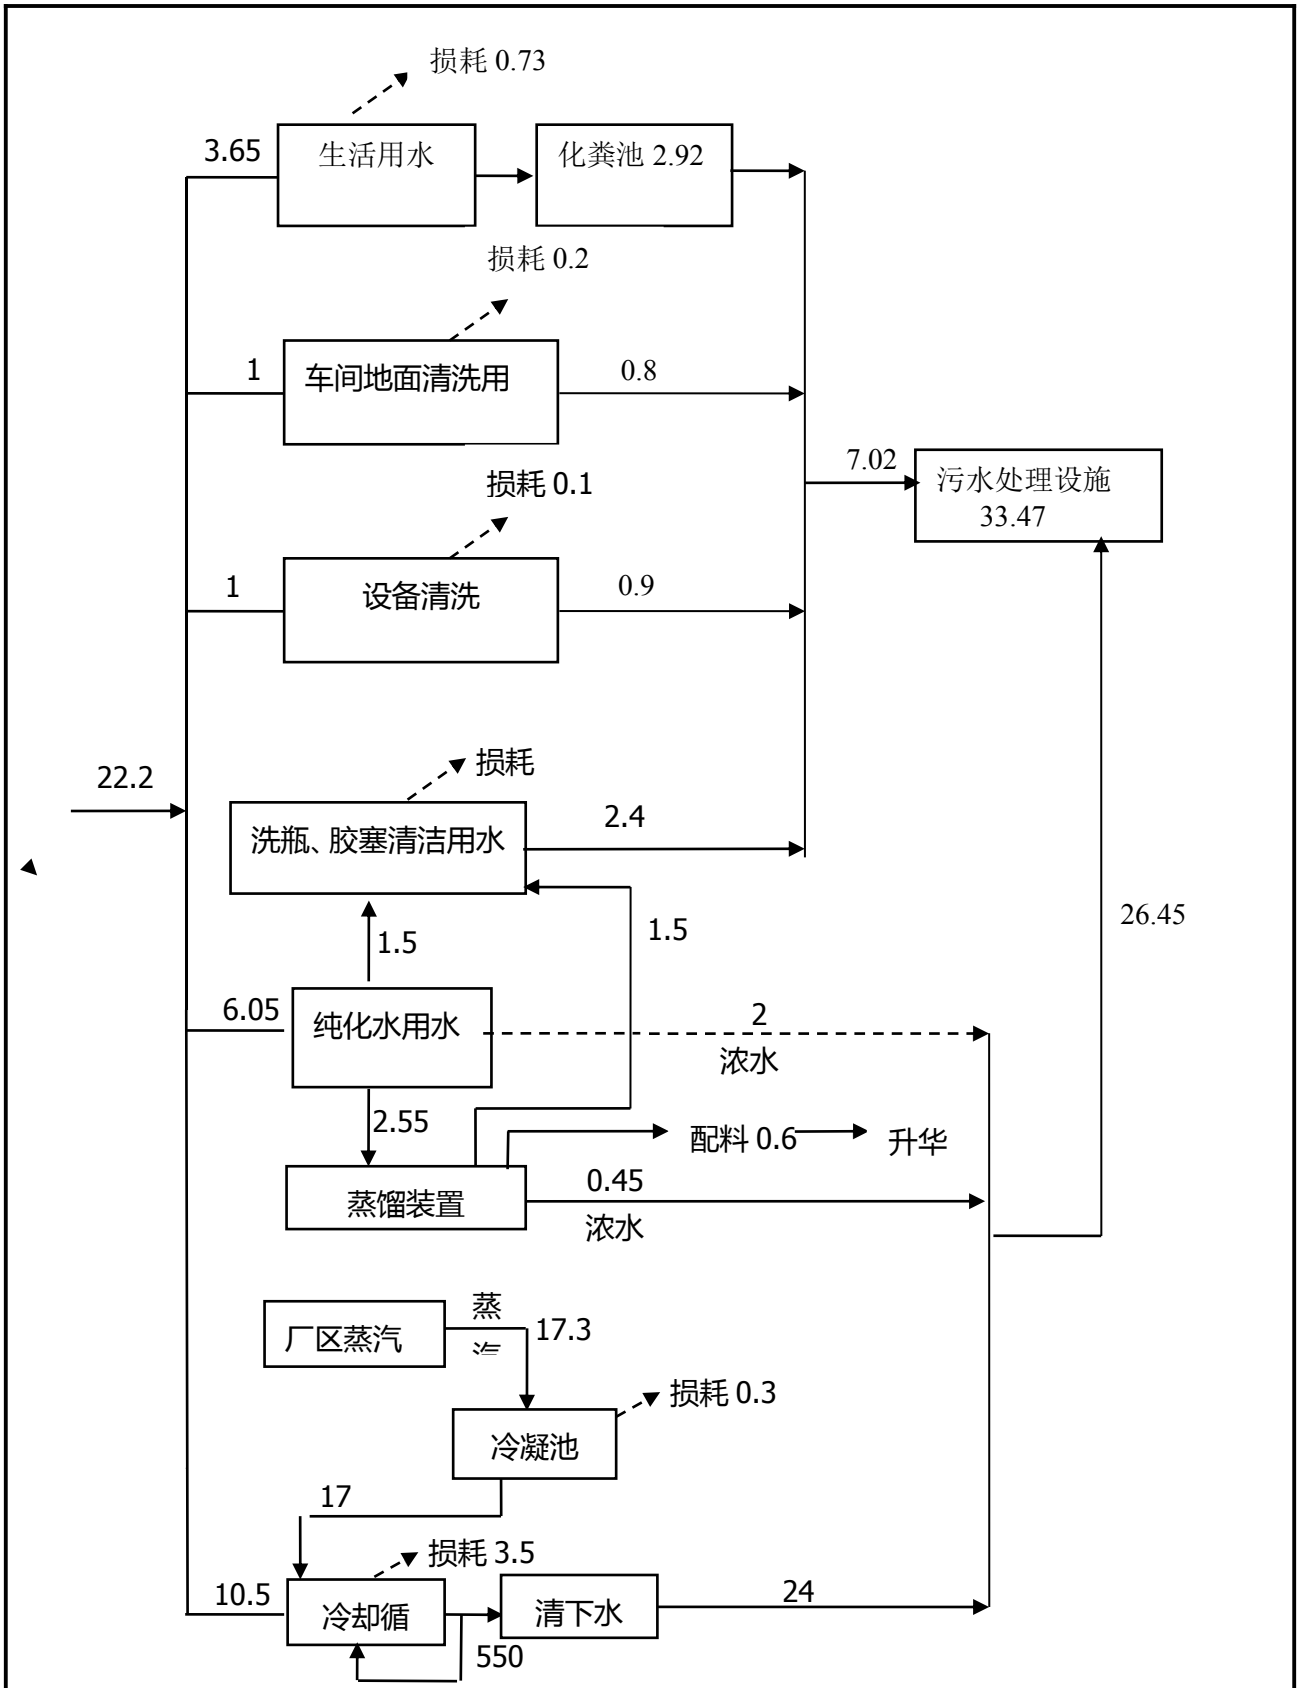 损耗 0.73
3.65
生活用水
化粪池 2.92
损耗 0.2
1
车间地面清洗用
0.8
7.02
污水处理设施
33.47
损耗 0.1
1
设备清洗
0.9
22.2
损耗
洗瓶、胶塞清洁用水
2.4
26.45
1.5
1.5
6.05
纯化水用水
2
浓水
2.55
配料 0.6
升华
蒸馏装置
0.45
浓水
厂区蒸汽
蒸
汽
17.3
损耗 0.3
冷凝池
17
损耗 3.5
10.5
冷却循
清下水
24
550